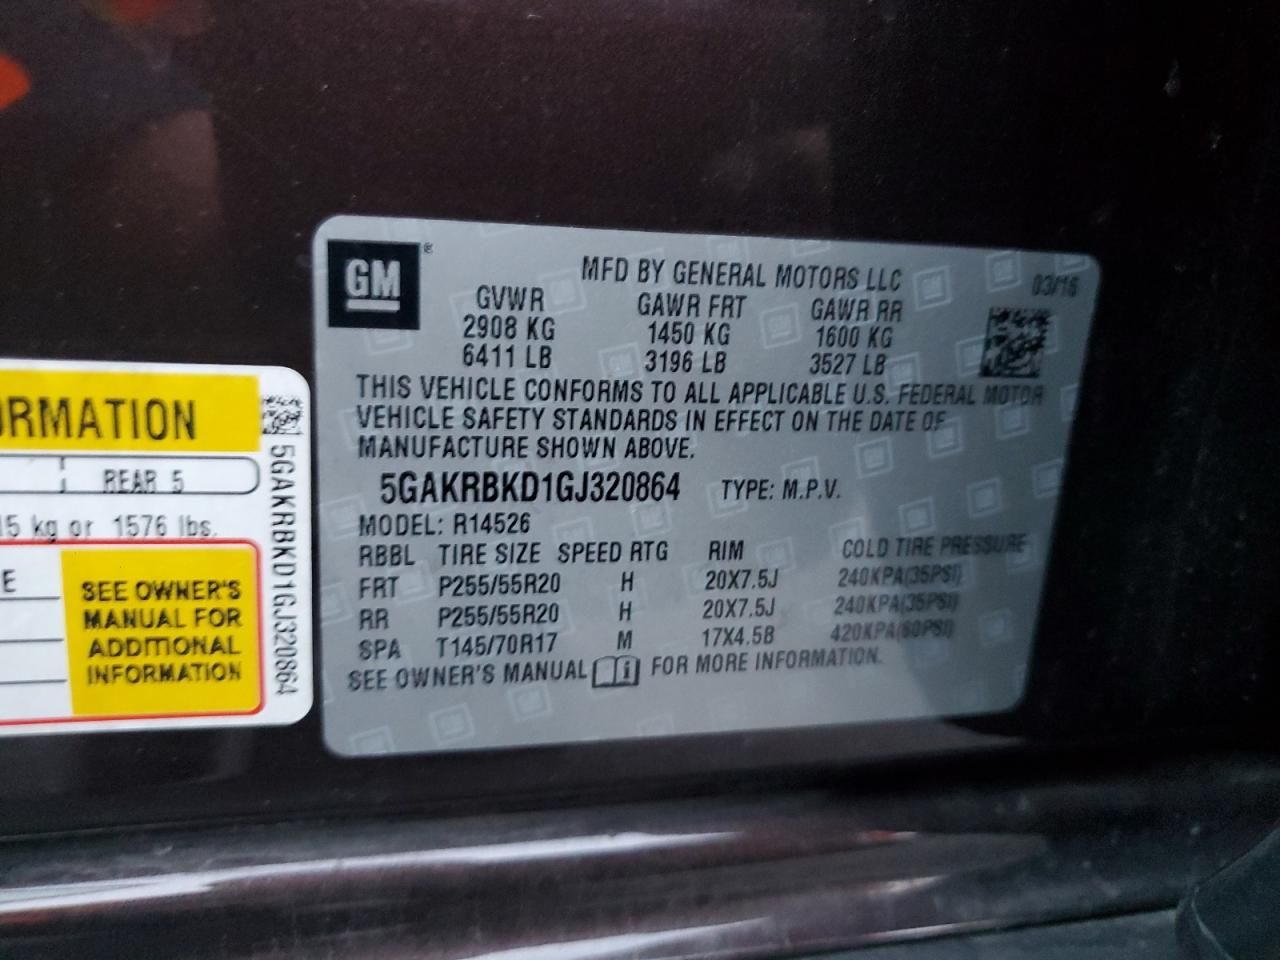 GM
®
MFD BY GENERAL MOTORS LLC
03/16
GVWR GAWR FRT GAWR RR
2908 KG 1450 KG 1600 KG
6411 LB 3196 LB 3527 LB
THIS VEHICLE CONFORMS TO ALL APPLICABLE U.S. FEDERAL MOTOR
VEHICLE SAFETY STANDARDS IN EFFECT ON THE DATE OF
MANUFACTURE SHOWN ABOVE.
5GAKRBKD1GJ320864 TYPE: M.P.V.
MODEL: R14526
RBBL TIRE SIZE SPEED RTG RIM COLD TIRE PRESSURE
FRT P255/55R20 H 20X7.5J 240KPA(35PSI)
RR P255/55R20 H 20X7.5J 240KPA(35PSI)
SPA T145/70R17 M 17X4.5B 420KPA(60PSI)
SEE OWNER'S MANUAL FOR MORE INFORMATION.
RMATION
REAR 5
5 kg or 1576 lbs.
E
SEE OWNER'S
MANUAL FOR
ADDITIONAL
INFORMATION
5GAKRBKD1GJ320864